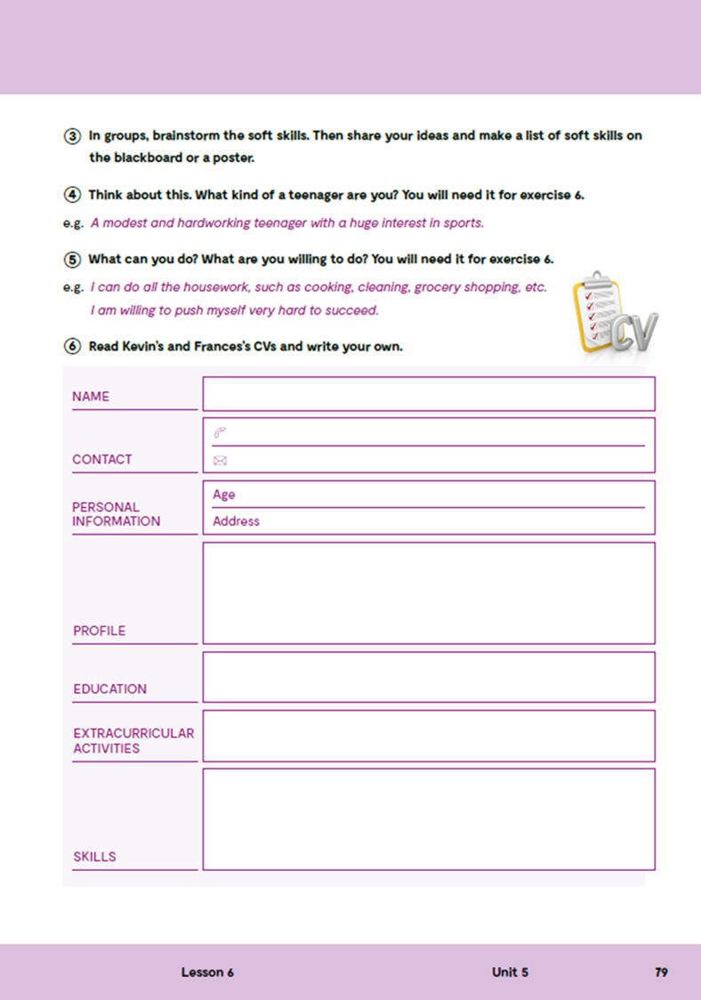 ③ In groups, brainstorm the soft skills. Then share your ideas and make a list of soft skills on
the blackboard or a poster.
④ Think about this. What kind of a teenager are you? You will need it for exercise 6.
e.g. A modest and hardworking teenager with a huge interest in sports.
⑤ What can you do? What are you willing to do? You will need it for exercise 6.
e.g. I can do all the housework, such as cooking, cleaning, grocery shopping, etc.
I am willing to push myself very hard to succeed.
CV
⑥ Read Kevin's and Frances's CVs and write your own.
NAME
CONTACT
PERSONAL
INFORMATION
Age
Address
PROFILE
EDUCATION
EXTRACURRICULAR
ACTIVITIES
SKILLS
Lesson 6 Unit 5 79